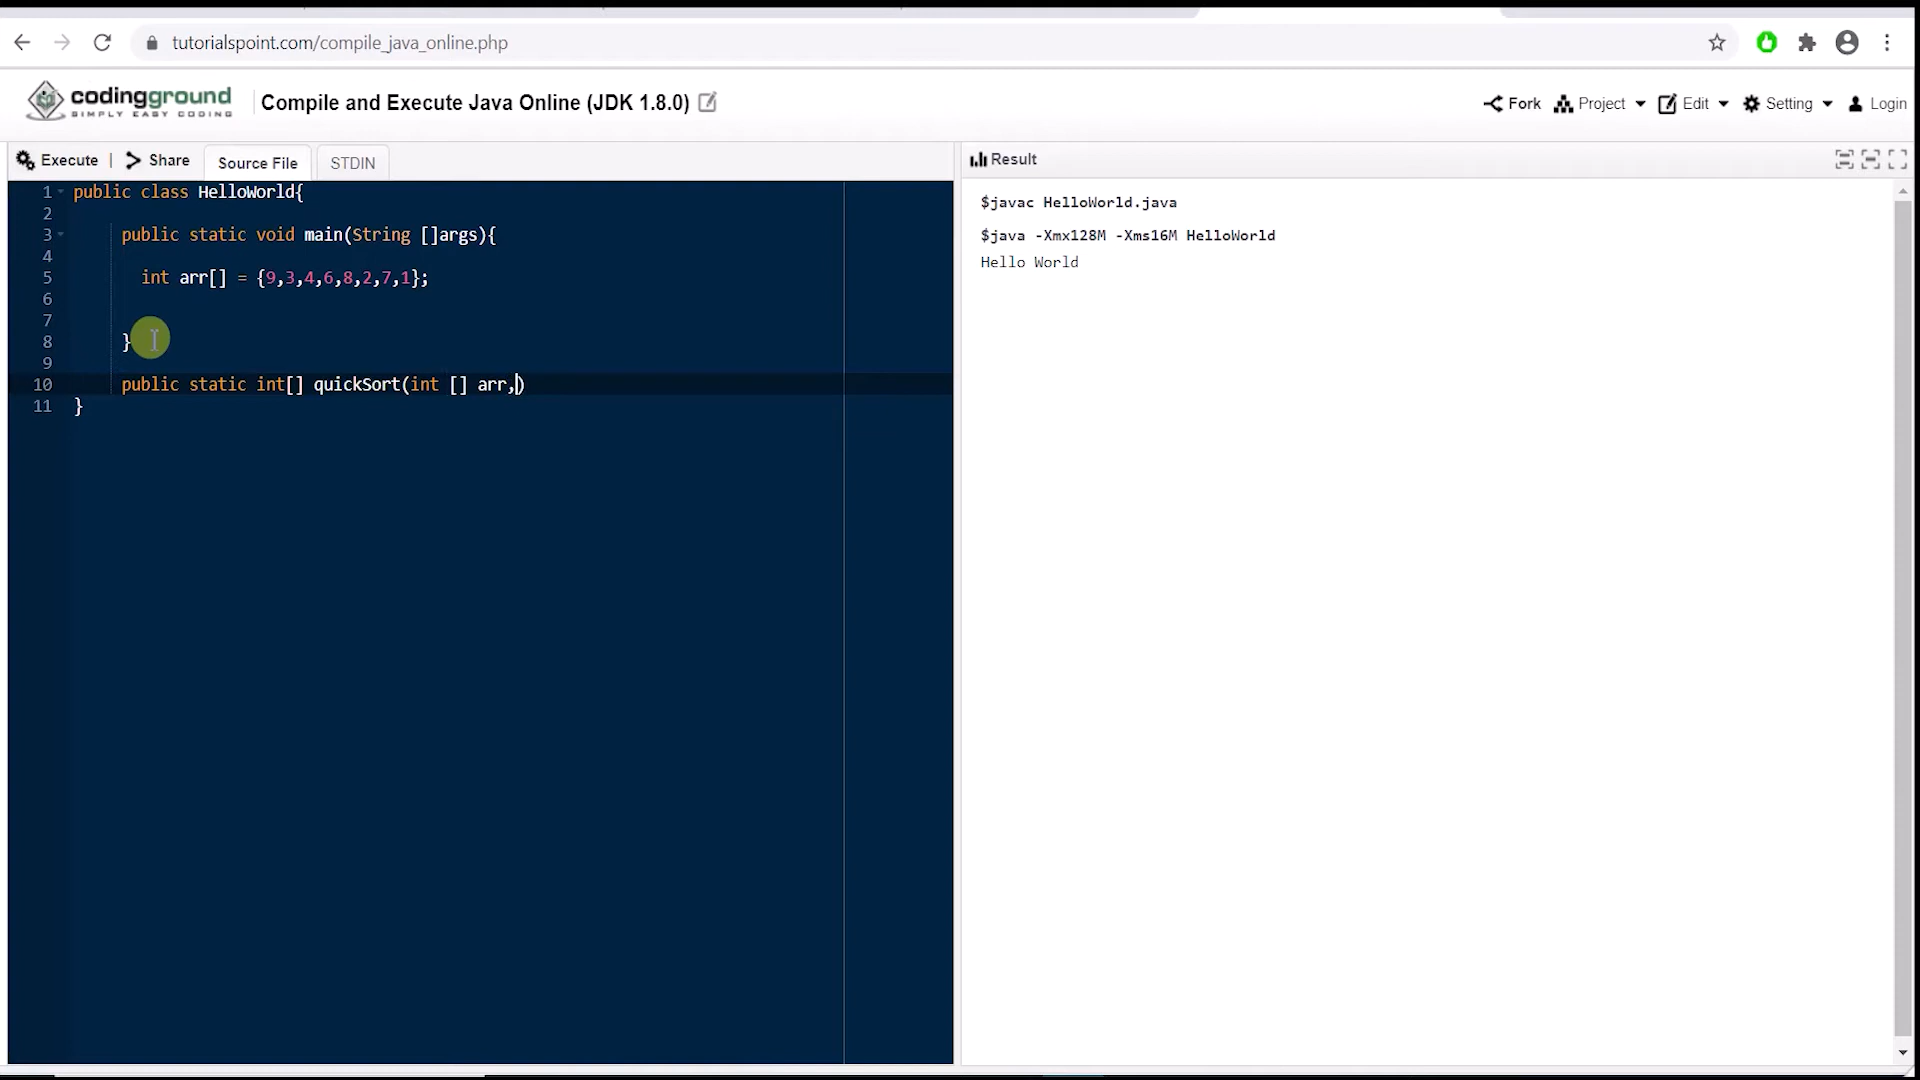 tutorialspoint.com/compile_java_online.php
codingground
SIMPLY EASY CODING
Compile and Execute Java Online (JDK 1.8.0)
Fork Project Edit Setting Login
Execute | Share Source File STDIN
Result
1 public class HelloWorld{
2
3 public static void main(String []args){
4
5 int arr[] = {9,3,4,6,8,2,7,1};
6
7
8 }
9
10 public static int[] quickSort(int [] arr,)
11 }
$javac HelloWorld.java
$java -Xmx128M -Xms16M HelloWorld
Hello World